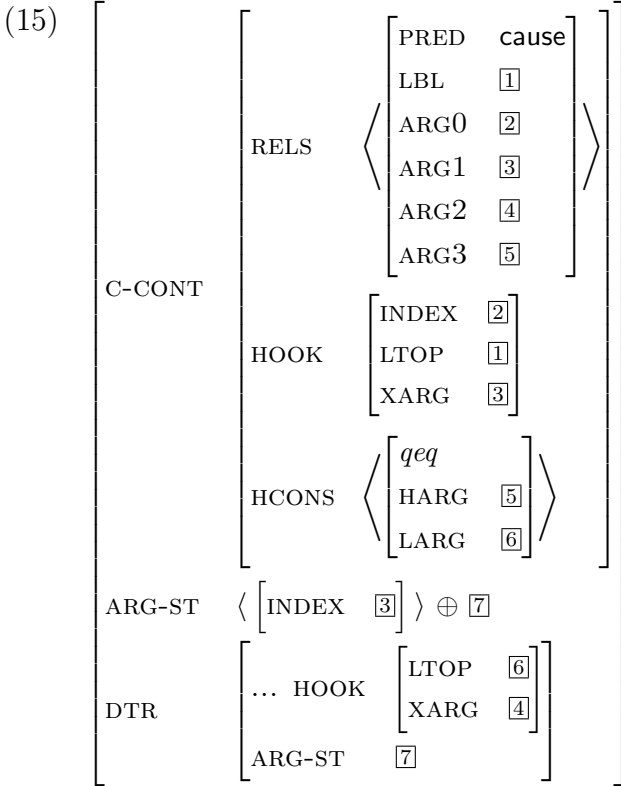 (15)
PRED cause
LBL 1
RELS ARG0 2
ARG1 3
ARG2 4
ARG3 5
C-CONT
INDEX 2
HOOK LTOP 1
XARG 3
qeq
HCONS HARG 5
LARG 6
ARG-ST ⟨ [INDEX 3] ⟩ ⊕ 7
LTOP 6
... HOOK
DTR XARG 4
ARG-ST 7